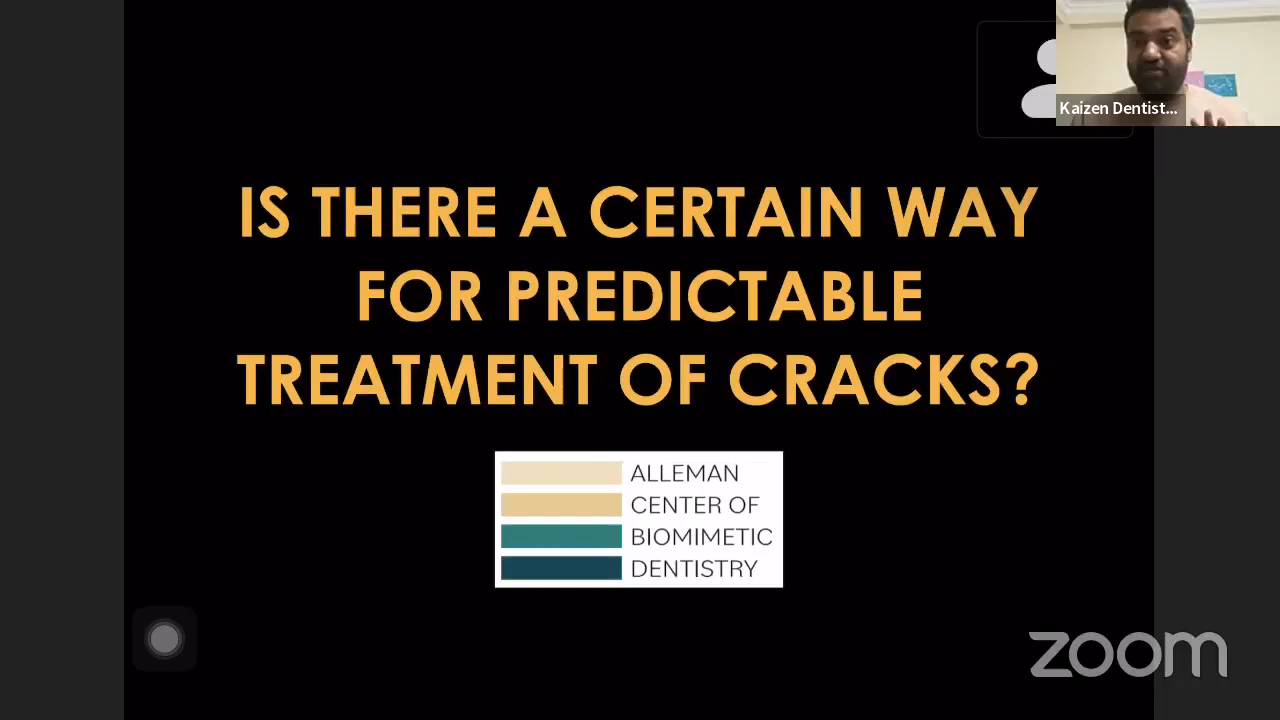 Kaizen Dentist...
IS THERE A CERTAIN WAY
FOR PREDICTABLE
TREATMENT OF CRACKS?
ALLEMAN
CENTER OF
BIOMIMETIC
DENTISTRY
zoom